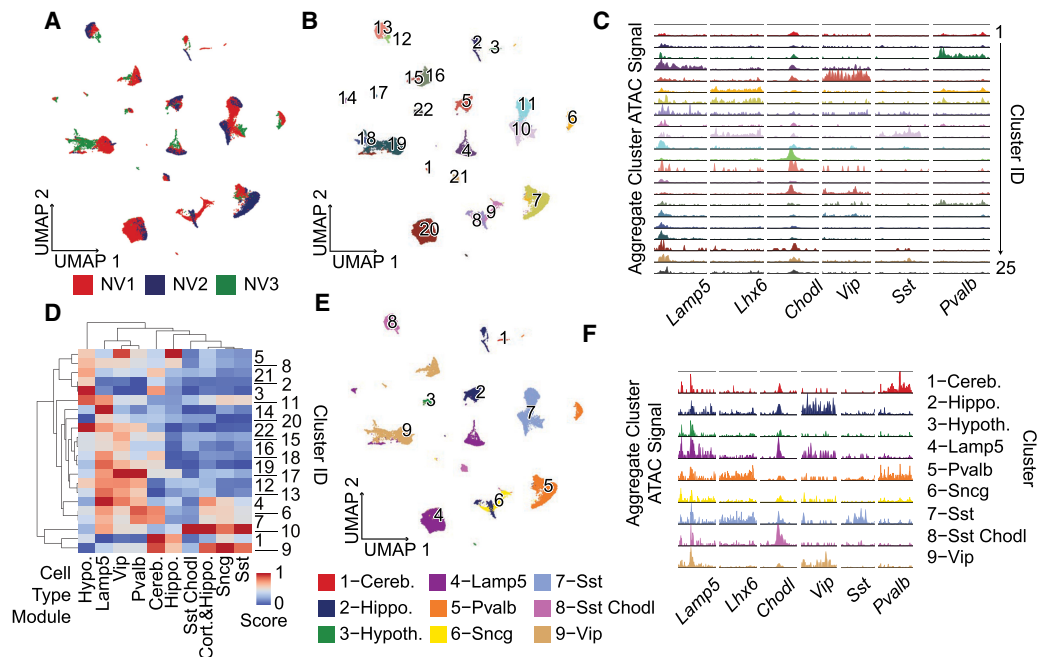 A
UMAP 2
UMAP 1
NV1 NV2 NV3
B
13
12
2
3
15 16
14 17
22
5
11
10
6
18
19
4
1
21
7
8 9
20
UMAP 2
UMAP 1
C
Aggregate Cluster ATAC Signal
1
Cluster ID
25
Lamp5 Lhx6 Chodl Vip Sst Pvalb
D
5
8
21
2
3
11
14
20
22
15
16
18
19
17
12
13
4
6
7
10
1
9
Cluster ID
Cell
Type
Module
Hypo. Lamp5 Vip Pvalb Cereb. Hippo. Sst Chodl Cort.&Hippo. Sncg Sst
1
0
Score
E
8
1
2
3
7
9
5
6
4
UMAP 2
UMAP 1
1−Cereb. 4−Lamp5 7−Sst
2−Hippo. 5−Pvalb 8−Sst Chodl
3−Hypoth. 6−Sncg 9−Vip
F
Aggregate Cluster
ATAC Signal
1−Cereb.
2−Hippo.
3−Hypoth.
4−Lamp5
5−Pvalb
6−Sncg
7−Sst
8−Sst Chodl
9−Vip
Cluster
Lamp5 Lhx6 Chodl Vip Sst Pvalb